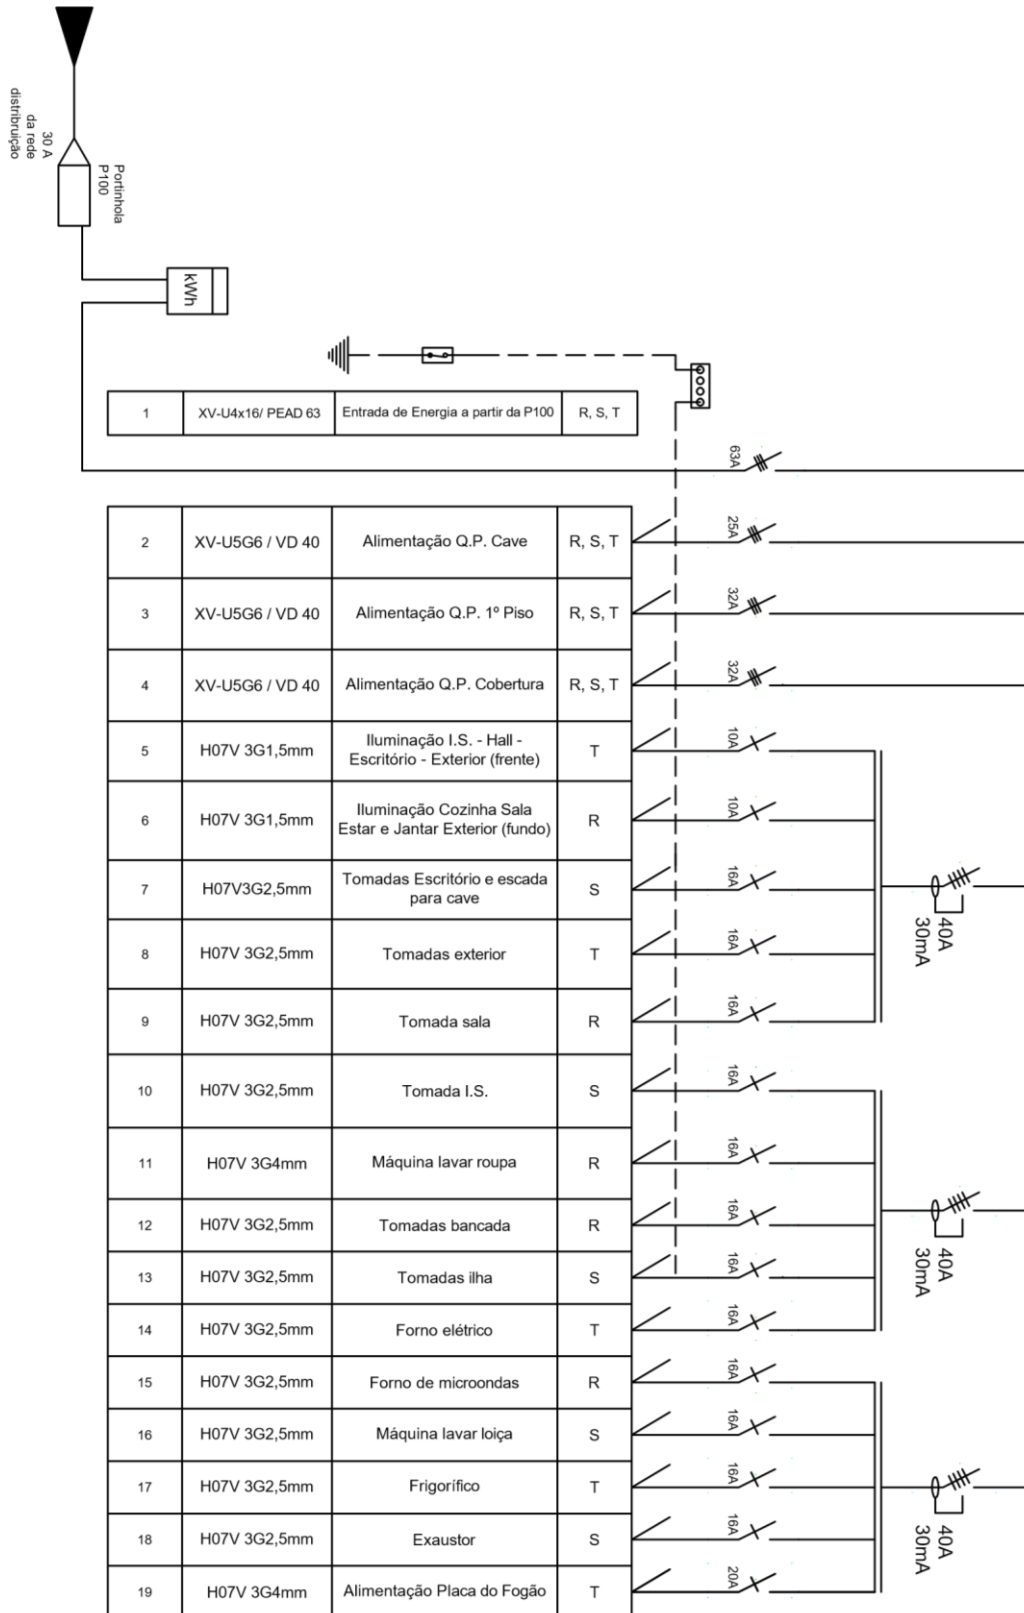 30 A
da rede
distribruição
Portinhola
P100
kWh
1 XV-U4x16/ PEAD 63 Entrada de Energia a partir da P100 R, S, T
63A
2 XV-U5G6 / VD 40 Alimentação Q.P. Cave R, S, T 25A
3 XV-U5G6 / VD 40 Alimentação Q.P. 1º Piso R, S, T 32A
4 XV-U5G6 / VD 40 Alimentação Q.P. Cobertura R, S, T 32A
5 H07V 3G1,5mm Iluminação I.S. - Hall -
Escritório - Exterior (frente) T 10A
6 H07V 3G1,5mm Iluminação Cozinha Sala
Estar e Jantar Exterior (fundo) R 10A
7 H07V3G2,5mm Tomadas Escritório e escada
para cave S 16A
40A
30mA
8 H07V 3G2,5mm Tomadas exterior T 16A
9 H07V 3G2,5mm Tomada sala R 16A
10 H07V 3G2,5mm Tomada I.S. S 16A
11 H07V 3G4mm Máquina lavar roupa R 16A
12 H07V 3G2,5mm Tomadas bancada R 16A
40A
30mA
13 H07V 3G2,5mm Tomadas ilha S 16A
14 H07V 3G2,5mm Forno elétrico T 16A
15 H07V 3G2,5mm Forno de microondas R 16A
16 H07V 3G2,5mm Máquina lavar loiça S 16A
17 H07V 3G2,5mm Frigorífico T 16A
40A
30mA
18 H07V 3G2,5mm Exaustor S 16A
19 H07V 3G4mm Alimentação Placa do Fogão T 20A